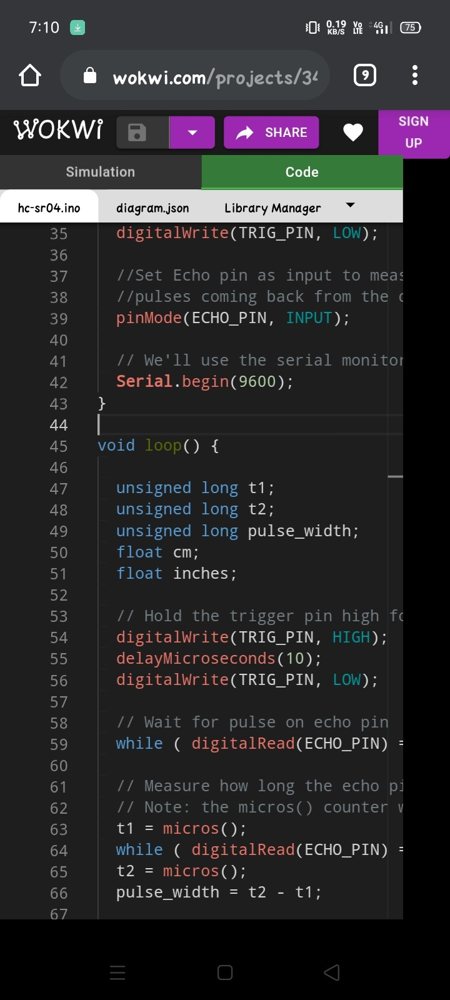 7:10 0.19 KB/S Vo LTE 4G 75
wokwi.com/projects/34 9
WOKWi SHARE SIGN UP
Simulation Code
hc-sr04.ino diagram.json Library Manager
35 digitalWrite(TRIG_PIN, LOW);
36
37 //Set Echo pin as input to meas
38 //pulses coming back from the
39 pinMode(ECHO_PIN, INPUT);
40
41 // We'll use the serial monitor
42 Serial.begin(9600);
43 }
44
45 void loop() {
46
47 unsigned long t1;
48 unsigned long t2;
49 unsigned long pulse_width;
50 float cm;
51 float inches;
52
53 // Hold the trigger pin high fo
54 digitalWrite(TRIG_PIN, HIGH);
55 delayMicroseconds(10);
56 digitalWrite(TRIG_PIN, LOW);
57
58 // Wait for pulse on echo pin
59 while ( digitalRead(ECHO_PIN) =
60
61 // Measure how long the echo pi
62 // Note: the micros() counter w
63 t1 = micros();
64 while ( digitalRead(ECHO_PIN) =
65 t2 = micros();
66 pulse_width = t2 - t1;
67